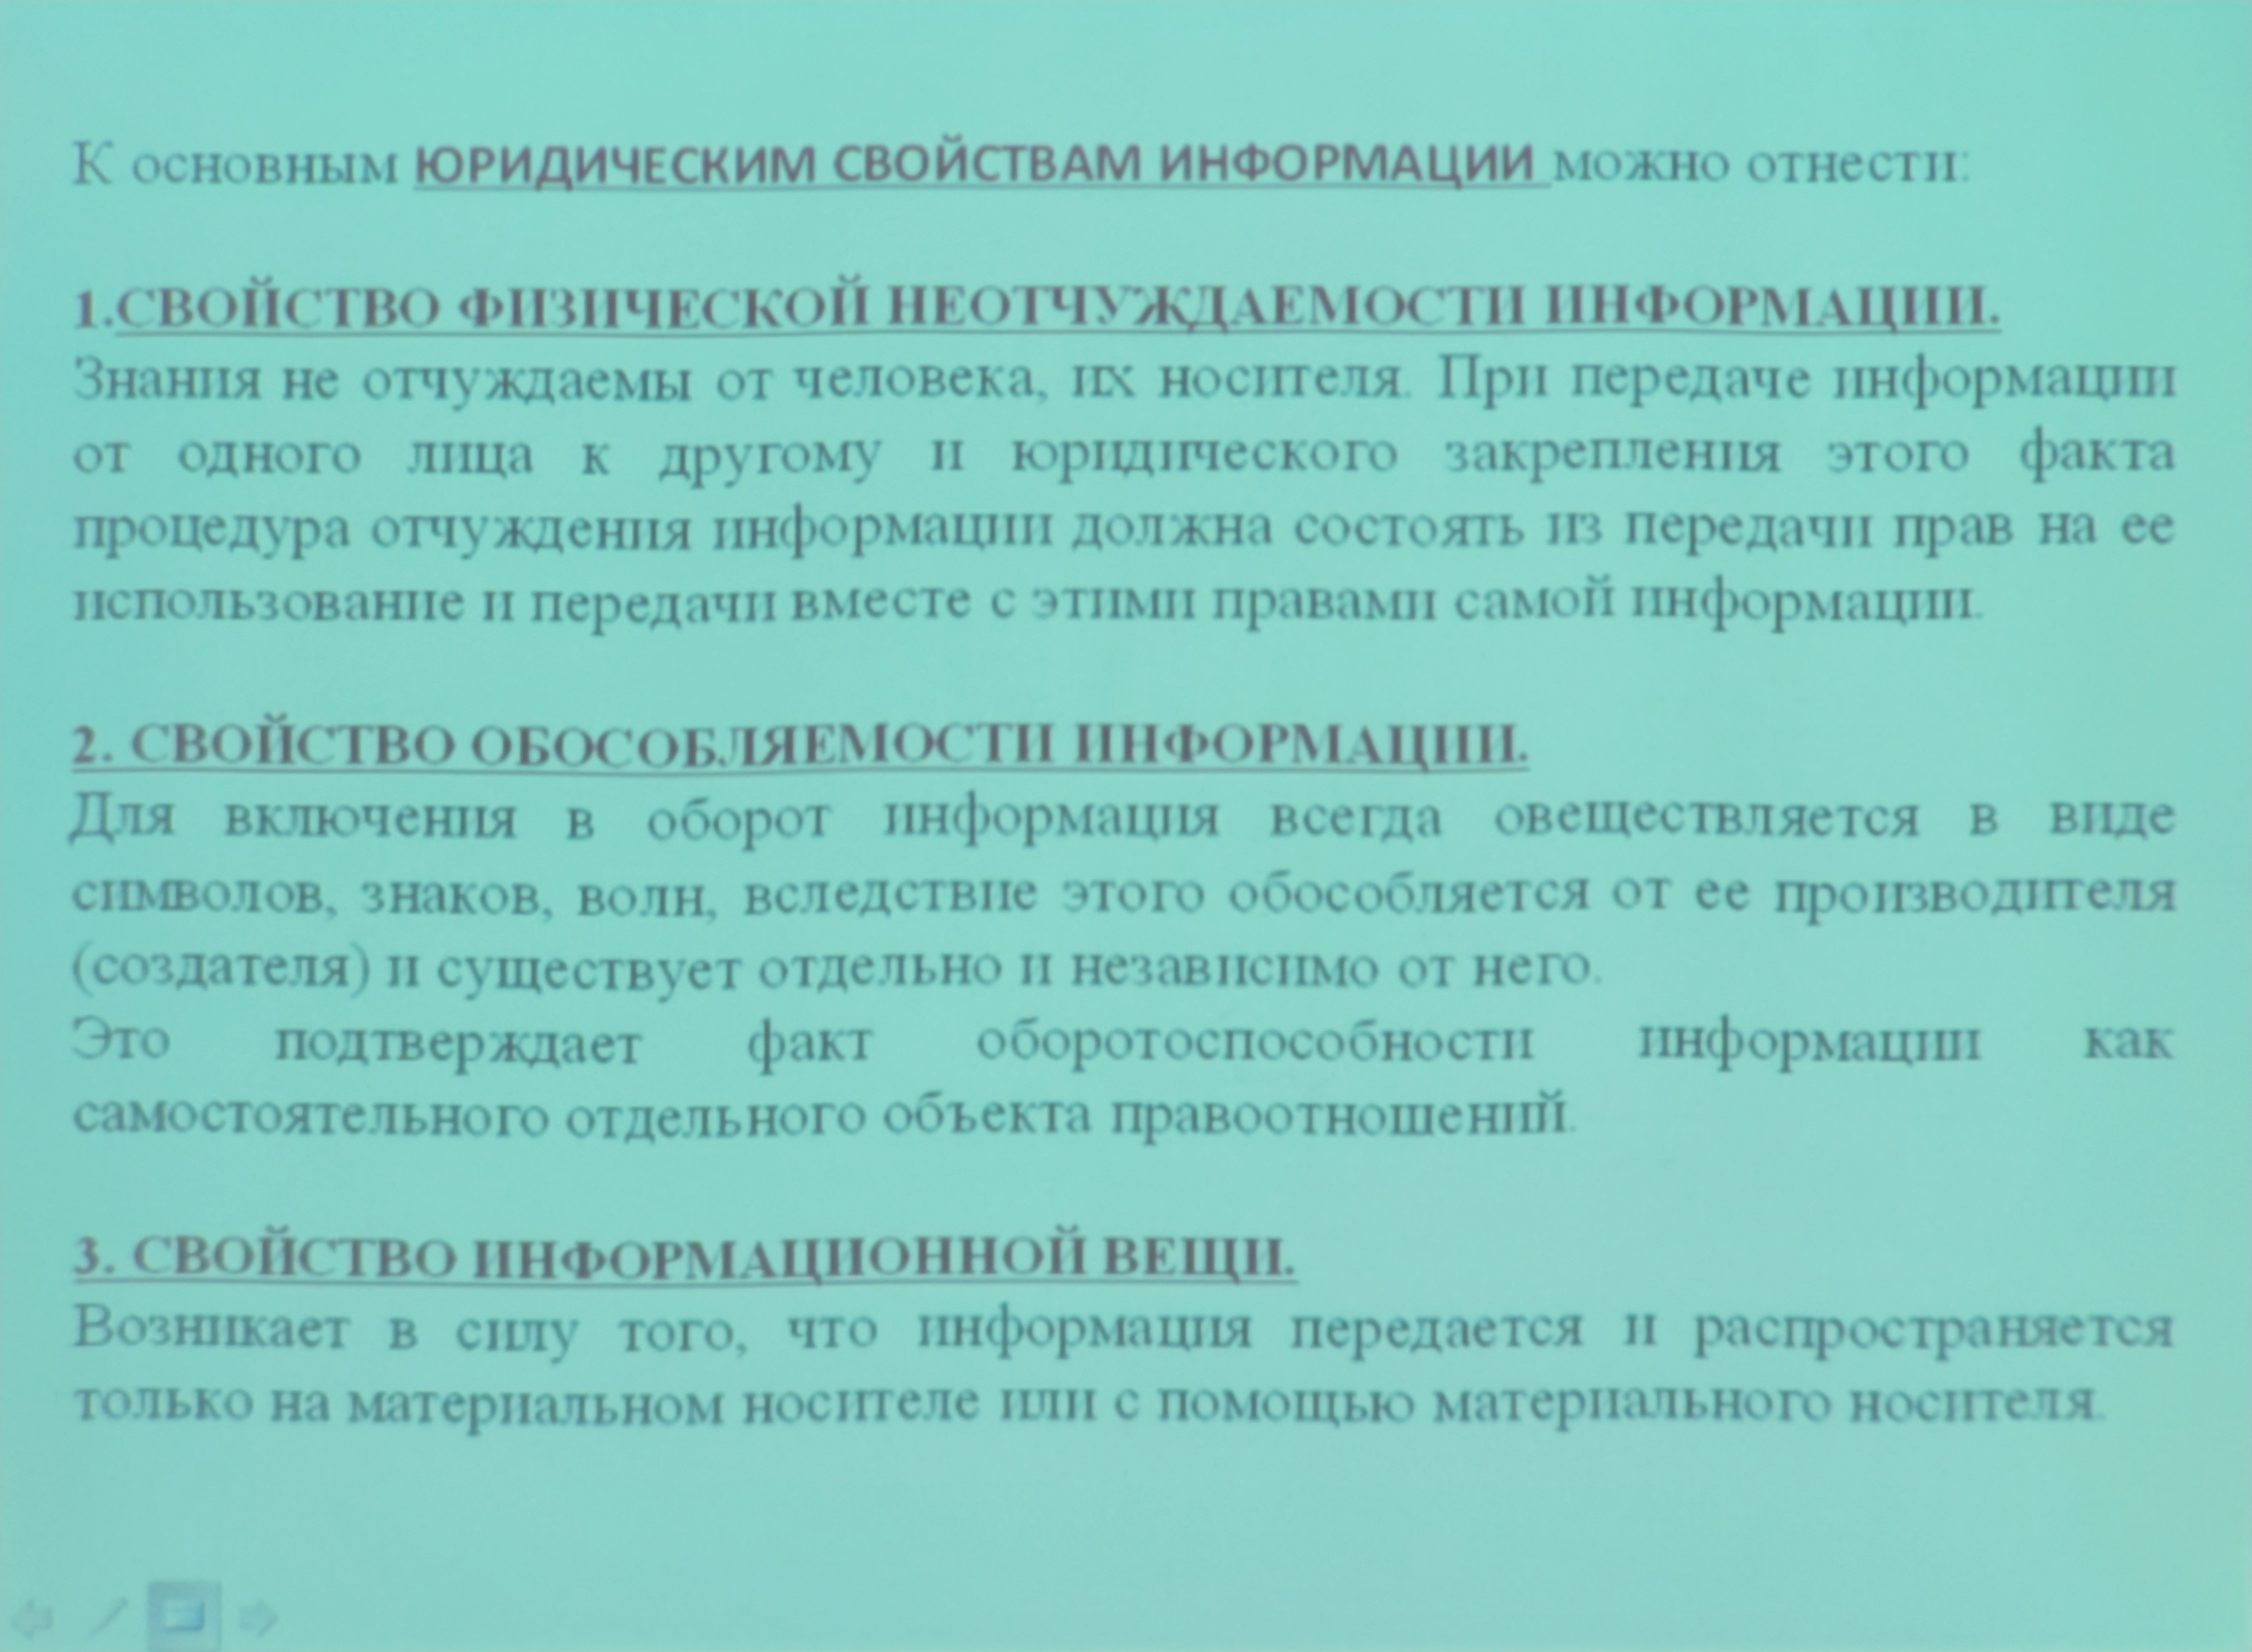 К основным ЮРИДИЧЕСКИМ СВОЙСТВАМ ИНФОРМАЦИИ можно отнести:
1.СВОЙСТВО ФИЗИЧЕСКОЙ НЕОТЧУЖДАЕМОСТИ ИНФОРМАЦИИ.
Знания не отчуждаемы от человека, их носителя. При передаче информации
от одного лица к другому и юридического закрепления этого факта
процедура отчуждения информации должна состоять из передачи прав на ее
использование и передачи вместе с этими правами самой информации.
2. СВОЙСТВО ОБОСОБЛЯЕМОСТИ ИНФОРМАЦИИ.
Для включения в оборот информация всегда овеществляется в виде
символов, знаков, волн, вследствие этого обособляется от ее производителя
(создателя) и существует отдельно и независимо от него.
Это подтверждает факт оборотоспособности информации как
самостоятельного отдельного объекта правоотношений.
3. СВОЙСТВО ИНФОРМАЦИОННОЙ ВЕЩИ.
Возникает в силу того, что информация передается и распространяется
только на материальном носителе или с помощью материального носителя.